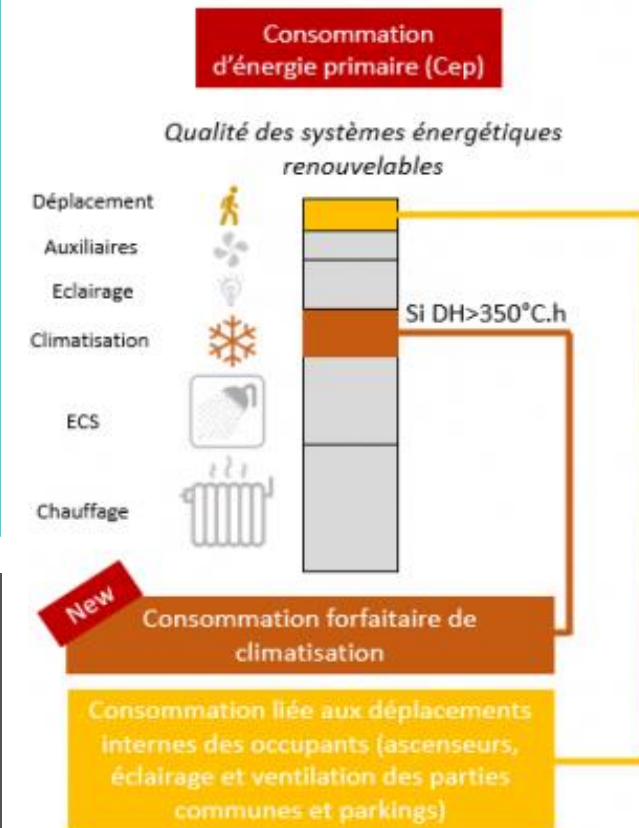 Consommation
d'énergie primaire (Cep)
Qualité des systèmes énergétiques
renouvelables
Déplacement
Auxiliaires
Eclairage
Si DH>350°C.h
Climatisation
ECS
Chauffage
New
Consommation forfaitaire de
climatisation
Consommation liée aux déplacements
internes des occupants (ascenseurs,
éclairage et ventilation des parties
communes et parkings)